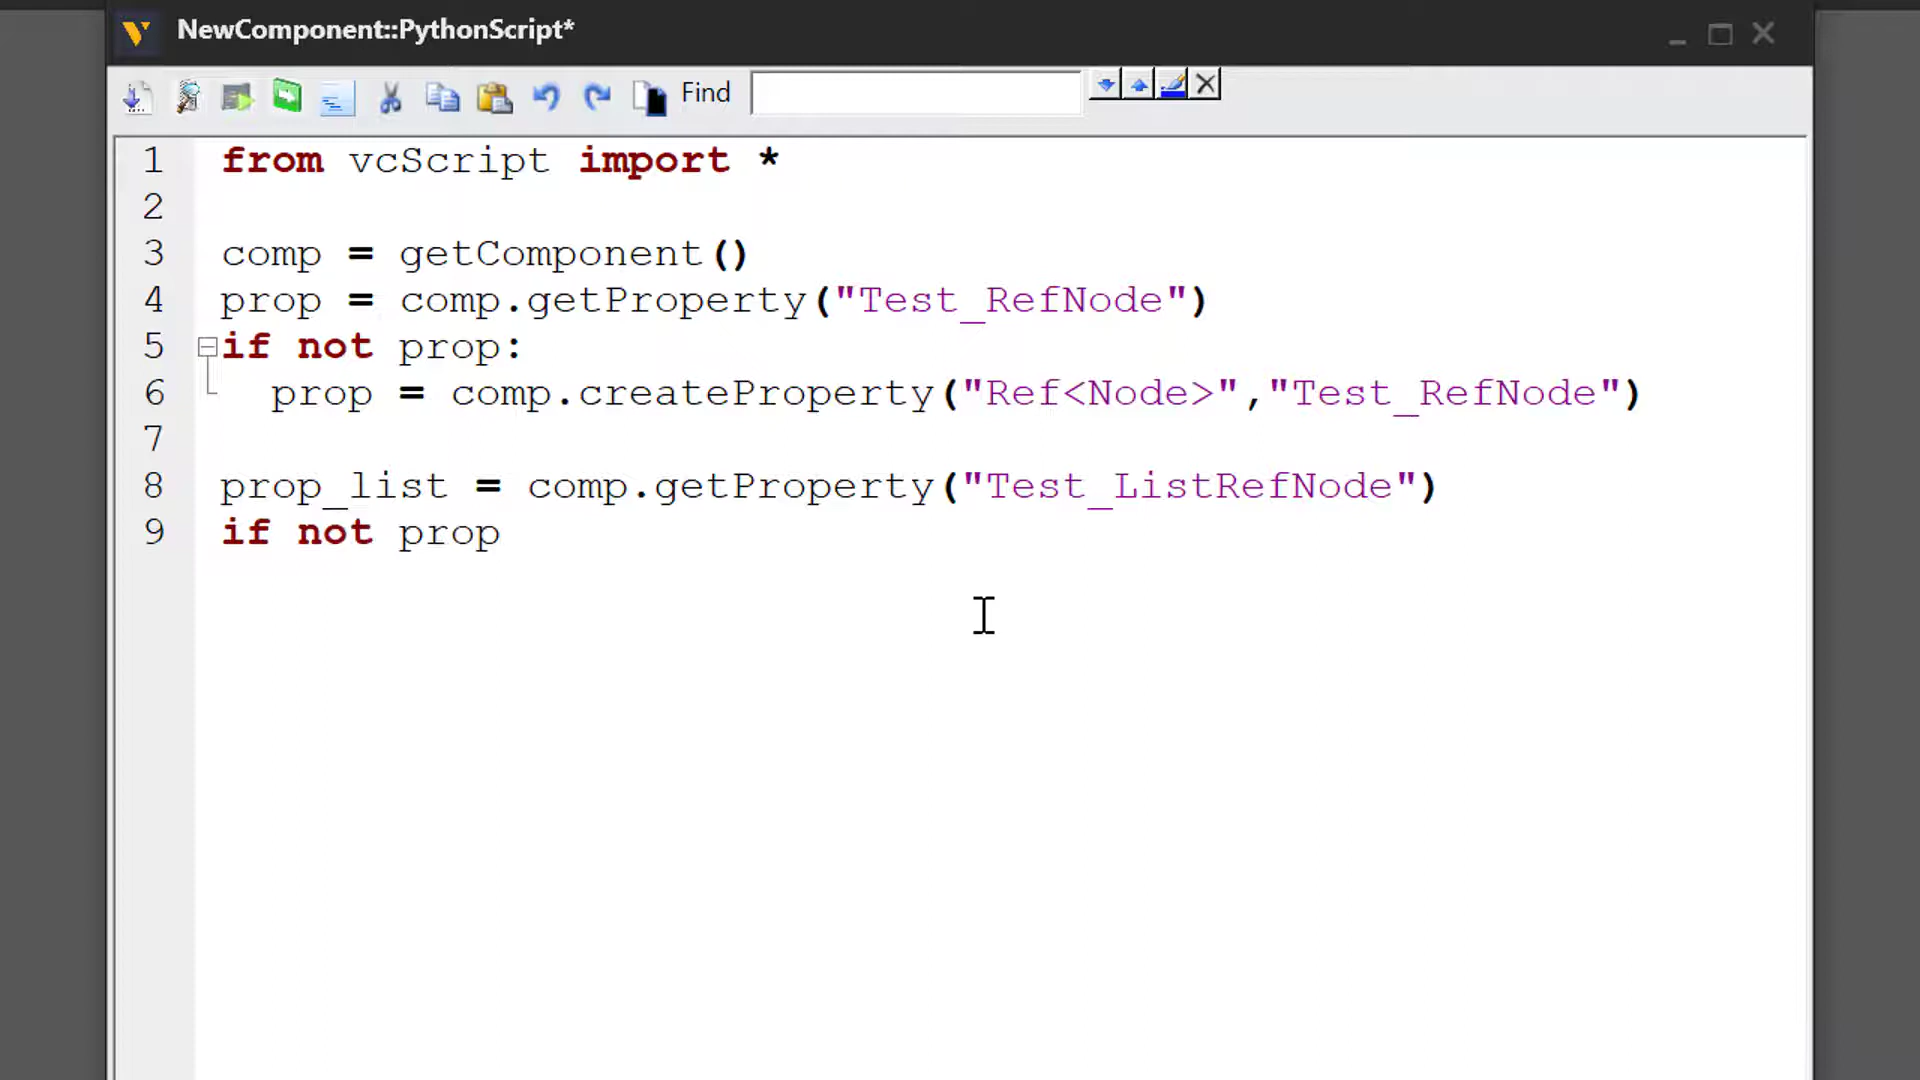 NewComponent::PythonScript*
Find
1 from vcScript import *
2
3 comp = getComponent()
4 prop = comp.getProperty("Test_RefNode")
5 if not prop:
6 prop = comp.createProperty("Ref<Node>","Test_RefNode")
7
8 prop_list = comp.getProperty("Test_ListRefNode")
9 if not prop